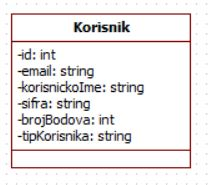 Korisnik
-id: int
-email: string
-korisnickoIme: string
-sifra: string
-brojBodova: int
-tipKorisnika: string